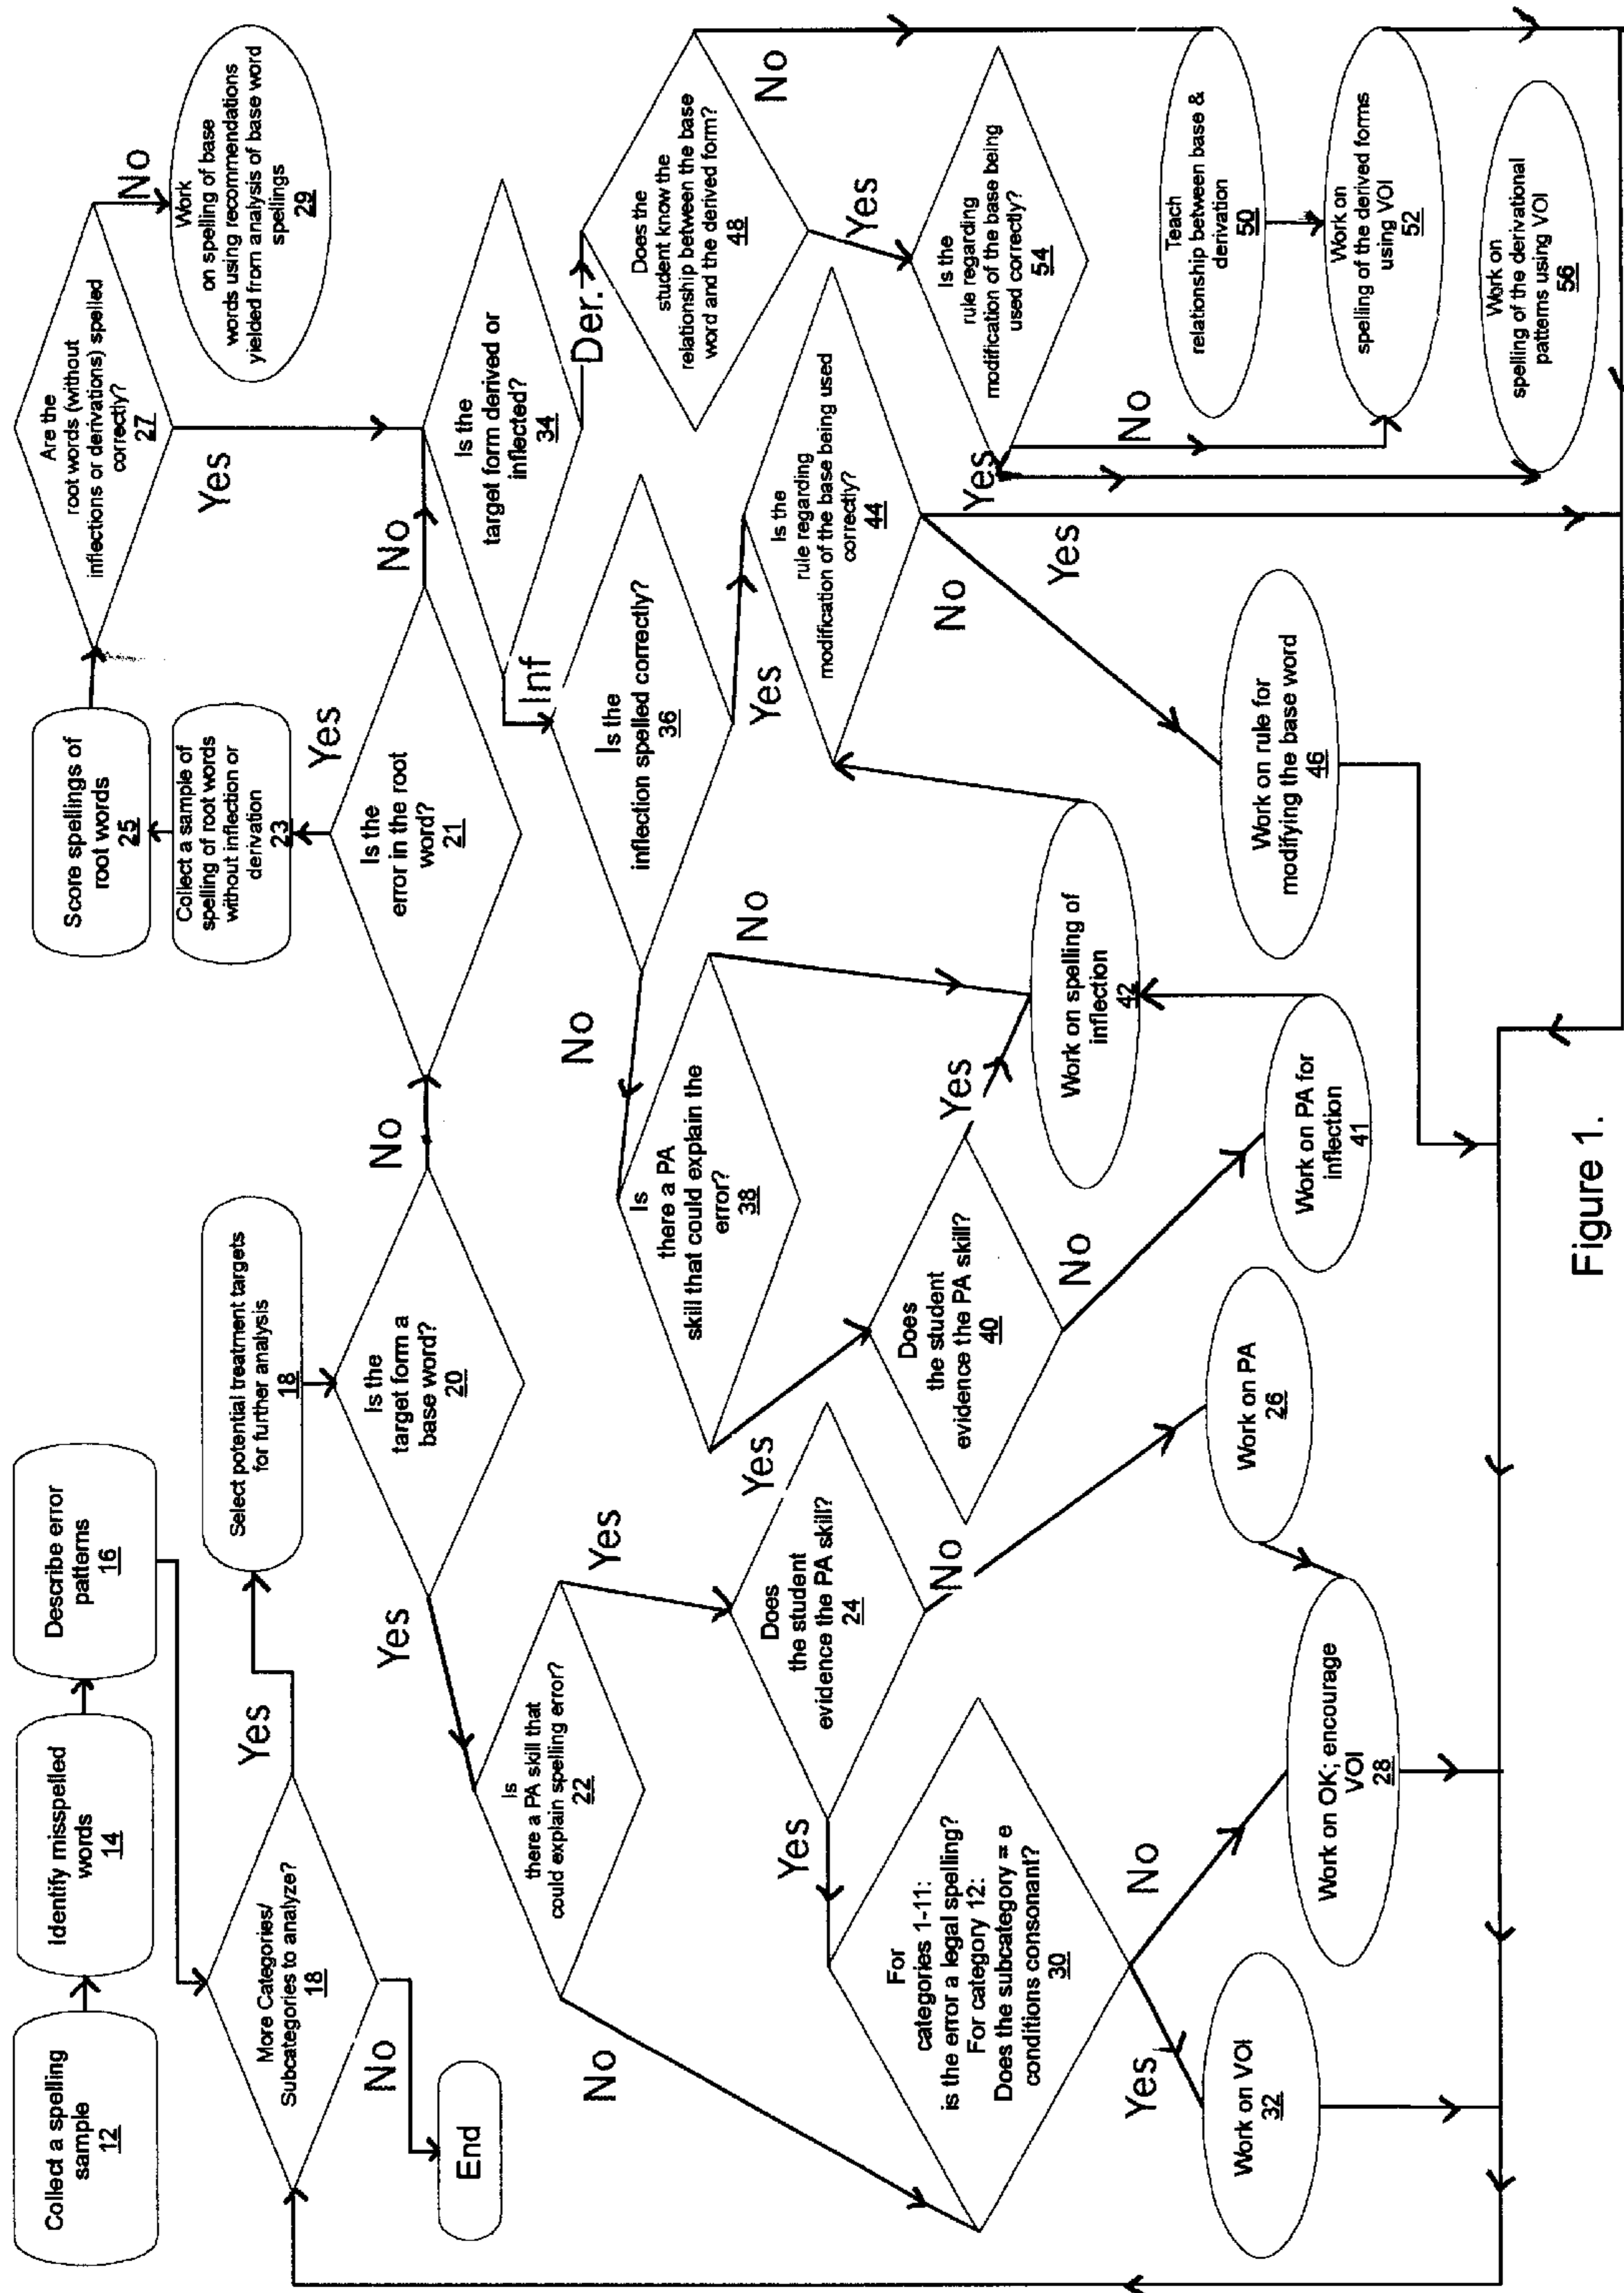 Collect a spelling
sample
12
Identify misspelled
words
14
Describe error
patterns
16
More Categories/
Subcategories to analyze?
18
Yes
No
End
Select potential treatment targets
for further analysis
18
Is the
target form a
base word?
20
Yes
No
Is the
error in the root
word?
21
Yes
No
Collect a sample of
spelling of root words
without inflection or
derivation
23
Score spellings of
root words
25
Are the
root words (without
inflections or derivations) spelled
correctly?
27
No
Yes
Work
on spelling of base
words using recommendations
yielded from analysis of base word
spellings
29
Is
there a PA skill that
could explain spelling error?
22
Yes
No
Does
the student
evidence the PA skill?
24
Yes
No
For
categories 1-11:
is the error a legal spelling?
For category 12:
Does the subcategory = e
conditions consonant?
30
Yes
No
Work on VOI
32
Work on OK; encourage
VOI
28
Work on PA
26
Is the
target form derived or
inflected?
34
Inf
Der.
Is the
inflection spelled correctly?
36
No
Yes
Is
there a PA
skill that could explain the
error?
38
Yes
No
Does
the student
evidence the PA skill?
40
Yes
No
Work on PA for
inflection
41
Work on spelling of
inflection
42
Is the
rule regarding
modification of the base being used
correctly?
44
No
Yes
Work on rule for
modifying the base word
46
Does the
student know the
relationship between the base
word and the derived form?
48
Yes
No
Is the
rule regarding
modification of the base being
used correctly?
54
Yes
No
Teach
relationship between base &
derivation
50
Work on
spelling of the derived forms
using VOI
52
Work on
spelling of the derivational
patterns using VOI
56
Figure 1.